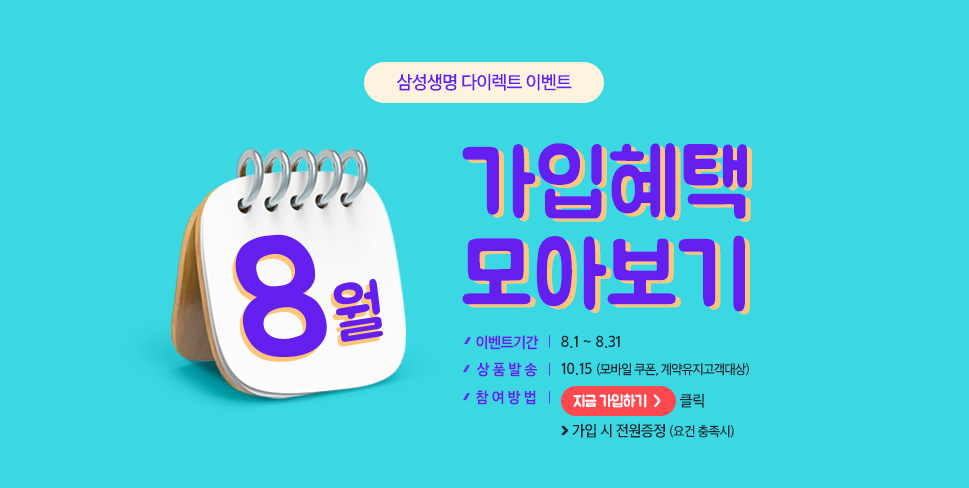 삼성생명 다이렉트 이벤트
8월
가입혜택
모아보기
이벤트기간 | 8.1 ~ 8.31
상품발송 | 10.15 (모바일 쿠폰, 계약유지고객대상)
참여방법 | 지금 가입하기 > 클릭
> 가입 시 전원증정 (요건 충족시)